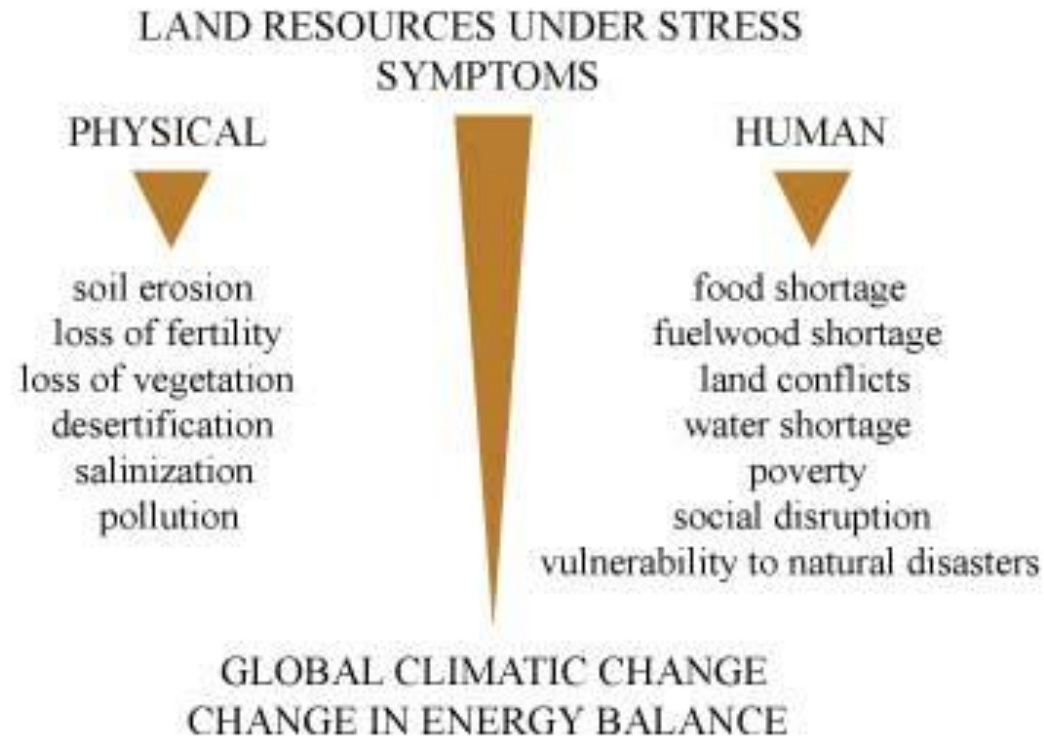 LAND RESOURCES UNDER STRESS
SYMPTOMS
PHYSICAL
soil erosion
loss of fertility
loss of vegetation
desertification
salinization
pollution
HUMAN
food shortage
fuelwood shortage
land conflicts
water shortage
poverty
social disruption
vulnerability to natural disasters
GLOBAL CLIMATIC CHANGE
CHANGE IN ENERGY BALANCE